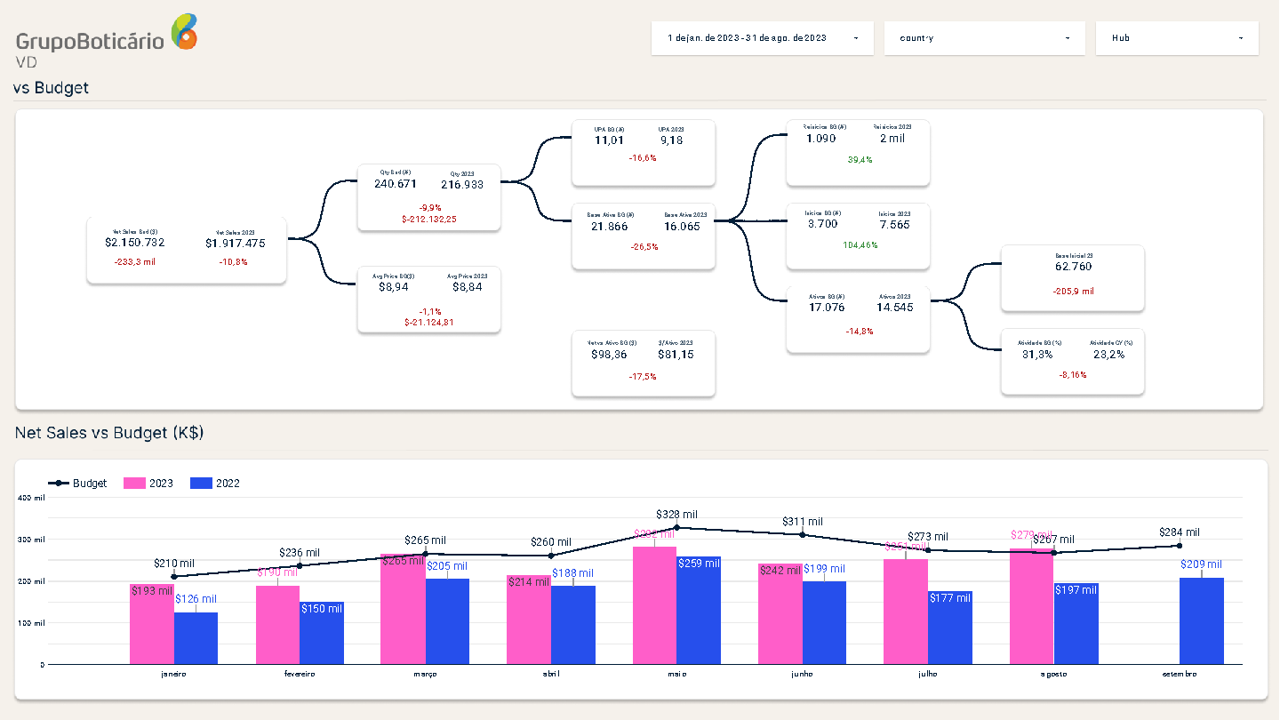 GrupoBoticário
VD
1 de jan. de 2023 - 31 de ago. de 2023
country
Hub
vs Budget
Net Sales Bud ($)
Net Sales 2023
$2.150.732
$1.917.475
-233,3 mil
-10,8%
Qty Bud (#)
Qty 2023
240.671
216.933
-9,9%
$-212.132,25
Avg Price BG($)
Avg Price 2023
$8,94
$8,84
-1,1%
$-21.124,81
UPA BG (#)
UPA 2023
11,01
9,18
-16,6%
Base Ativa BG (#)
Base Ativa 2023
21.866
16.065
-26,5%
$/Ativo 2023
$98,36
$81,15
-17,5%
Reinicios BG (#)
Reinicios 2023
1.090
2 mil
39,4%
Inicios BG (#)
Inicios 2023
3.700
7.565
104,46%
Ativos BG (#)
Ativos 2023
17.076
14.545
-14,8%
Base Inicial 23
62.760
-205,9 mil
Atividade BG (%)
Atividade CY (%)
31,3%
23,2%
-8,16%
Net Sales vs Budget (K$)
Budget
2023
2022
400 mil
300 mil
200 mil
100 mil
0
$210 mil
$193 mil
$126 mil
$236 mil
$190 mil
$150 mil
$265 mil
$265 mil
$205 mil
$260 mil
$214 mil
$188 mil
$328 mil
$282 mil
$259 mil
$311 mil
$242 mil
$199 mil
$273 mil
$251 mil
$177 mil
$279 mil
$267 mil
$197 mil
$284 mil
$209 mil
janeiro
fevereiro
março
abril
maio
junho
julho
agosto
setembro